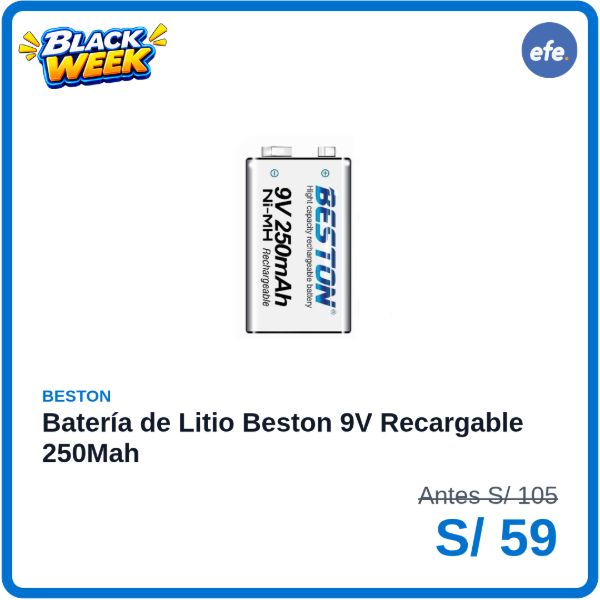 BLACK
WEEK
efe.
BESTON®
Hight capacity rechargeable battery
9V 250mAh
Ni-MH Rechargeable
BESTON
Batería de Litio Beston 9V Recargable
250Mah
Antes S/ 105
S/ 59